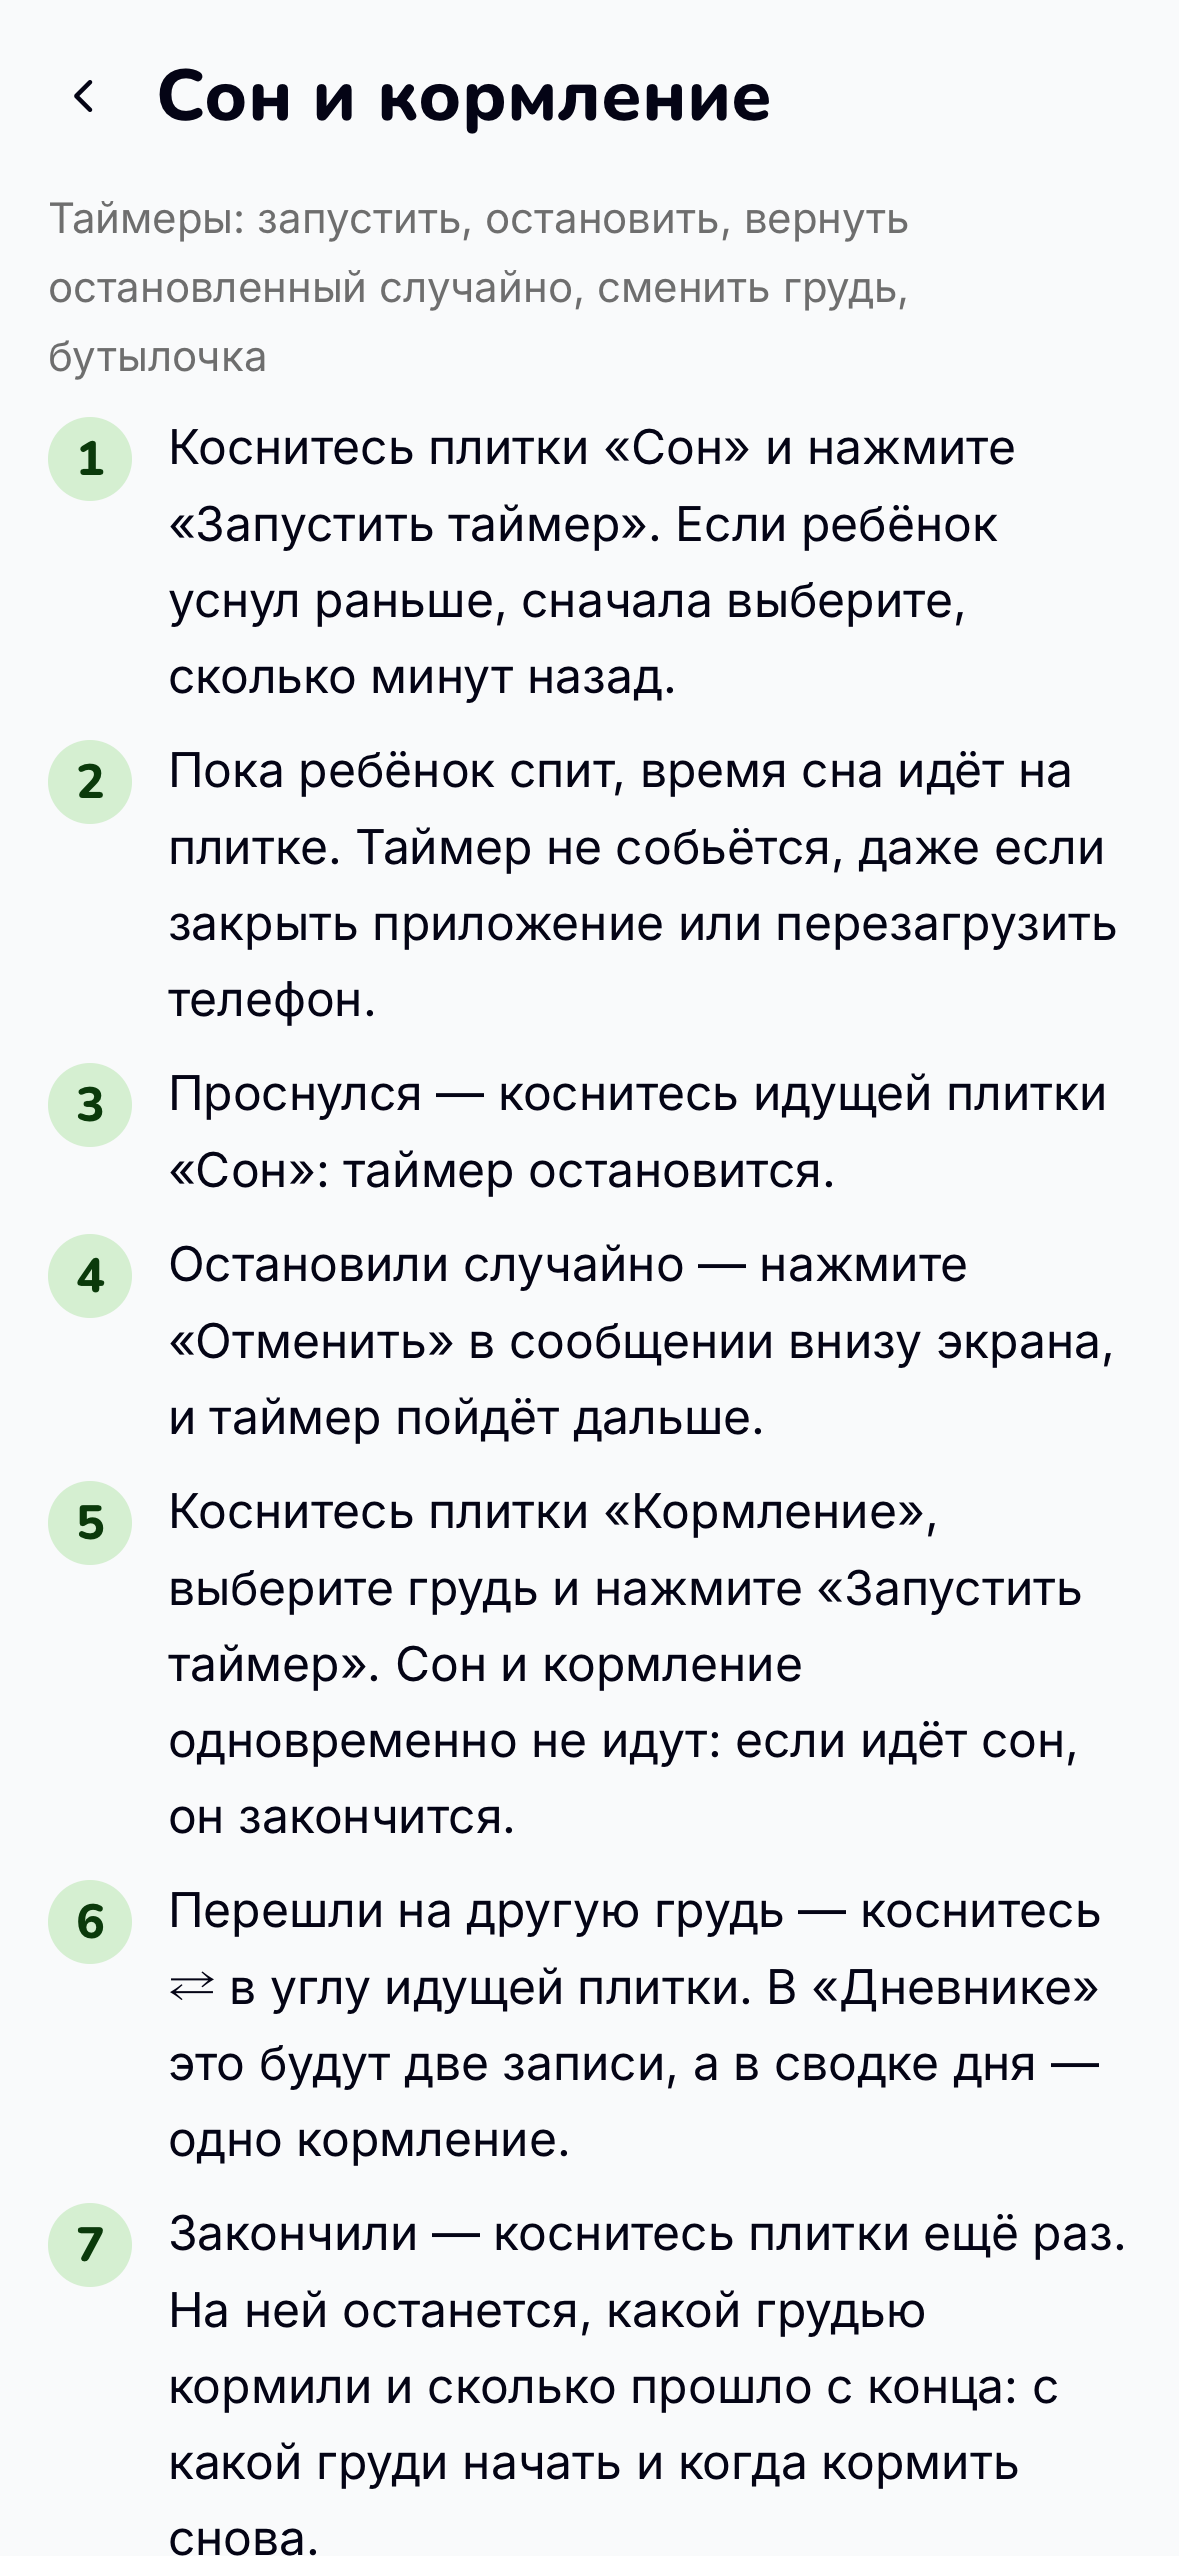 Сон и кормление
Таймеры: запустить, остановить, вернуть
остановленный случайно, сменить грудь,
бутылочка
1 Коснитесь плитки «Сон» и нажмите
«Запустить таймер». Если ребёнок
уснул раньше, сначала выберите,
сколько минут назад.
2 Пока ребёнок спит, время сна идёт на
плитке. Таймер не собьётся, даже если
закрыть приложение или перезагрузить
телефон.
3 Проснулся — коснитесь идущей плитки
«Сон»: таймер остановится.
4 Остановили случайно — нажмите
«Отменить» в сообщении внизу экрана,
и таймер пойдёт дальше.
5 Коснитесь плитки «Кормление»,
выберите грудь и нажмите «Запустить
таймер». Сон и кормление
одновременно не идут: если идёт сон,
он закончится.
6 Перешли на другую грудь — коснитесь
⇄ в углу идущей плитки. В «Дневнике»
это будут две записи, а в сводке дня —
одно кормление.
7 Закончили — коснитесь плитки ещё раз.
На ней останется, какой грудью
кормили и сколько прошло с конца: с
какой груди начать и когда кормить
снова.